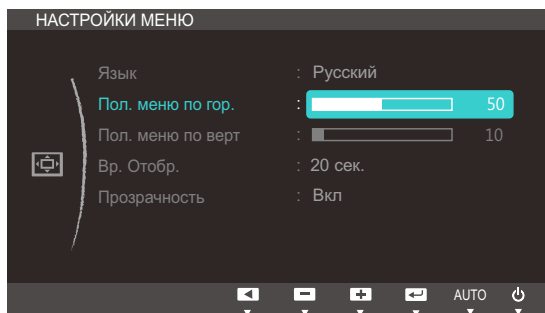 НАСТРОЙКИ МЕНЮ
Язык : Русский
Пол. меню по гор. : 50
Пол. меню по верт : 10
Вр. Отобр. : 20 сек.
Прозрачность : Вкл
AUTO